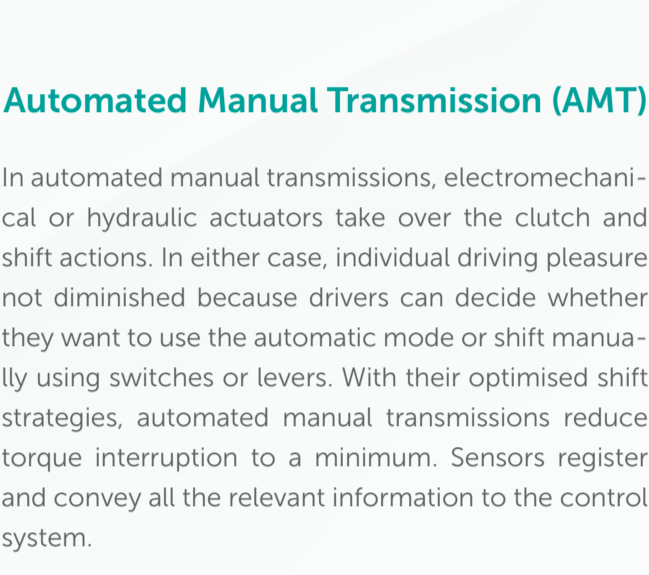 Automated Manual Transmission (AMT)
In automated manual transmissions, electromechani-
cal or hydraulic actuators take over the clutch and
shift actions. In either case, individual driving pleasure
not diminished because drivers can decide whether
they want to use the automatic mode or shift manua-
lly using switches or levers. With their optimised shift
strategies, automated manual transmissions reduce
torque interruption to a minimum. Sensors register
and convey all the relevant information to the control
system.